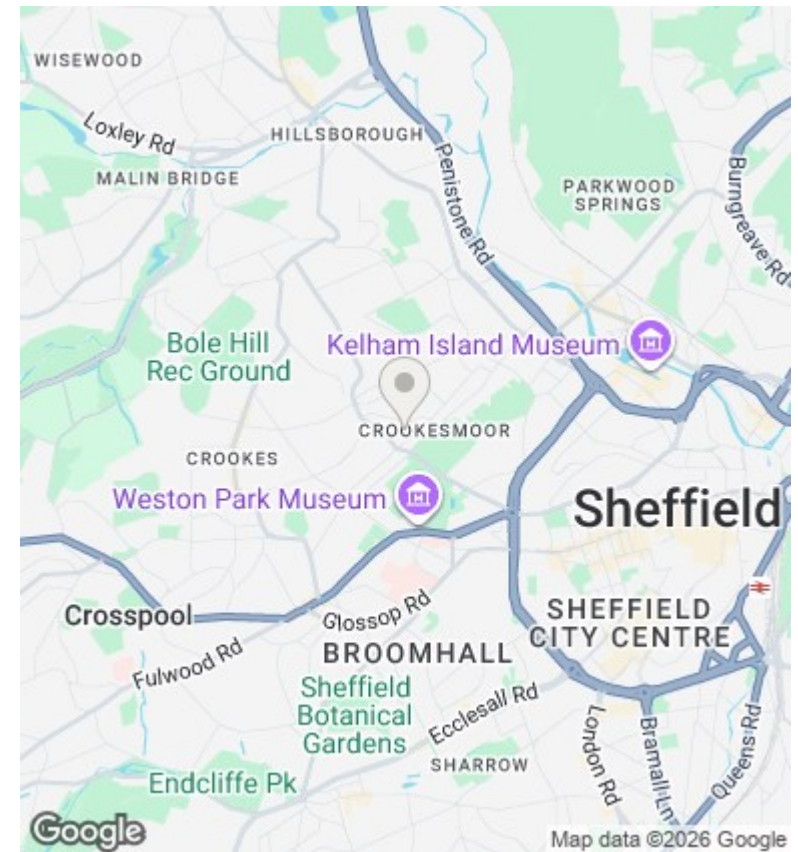 WISEWOOD
Loxley Rd
HILLSBOROUGH
MALIN BRIDGE
Penistone Rd
PARKWOOD
SPRINGS
Burngreave Rd
Bole Hill
Rec Ground
Kelham Island Museum
CROOKESMOOR
CROOKES
Weston Park Museum
Sheffield
Crosspool
Glossop Rd
SHEFFIELD
CITY CENTRE
Fulwood Rd
BROOMHALL
Sheffield
Botanical
Gardens
Ecclesall Rd
London Rd
Bramall Ln
Queens Rd
SHARROW
Endcliffe Pk
Google
Map data ©2026 Google